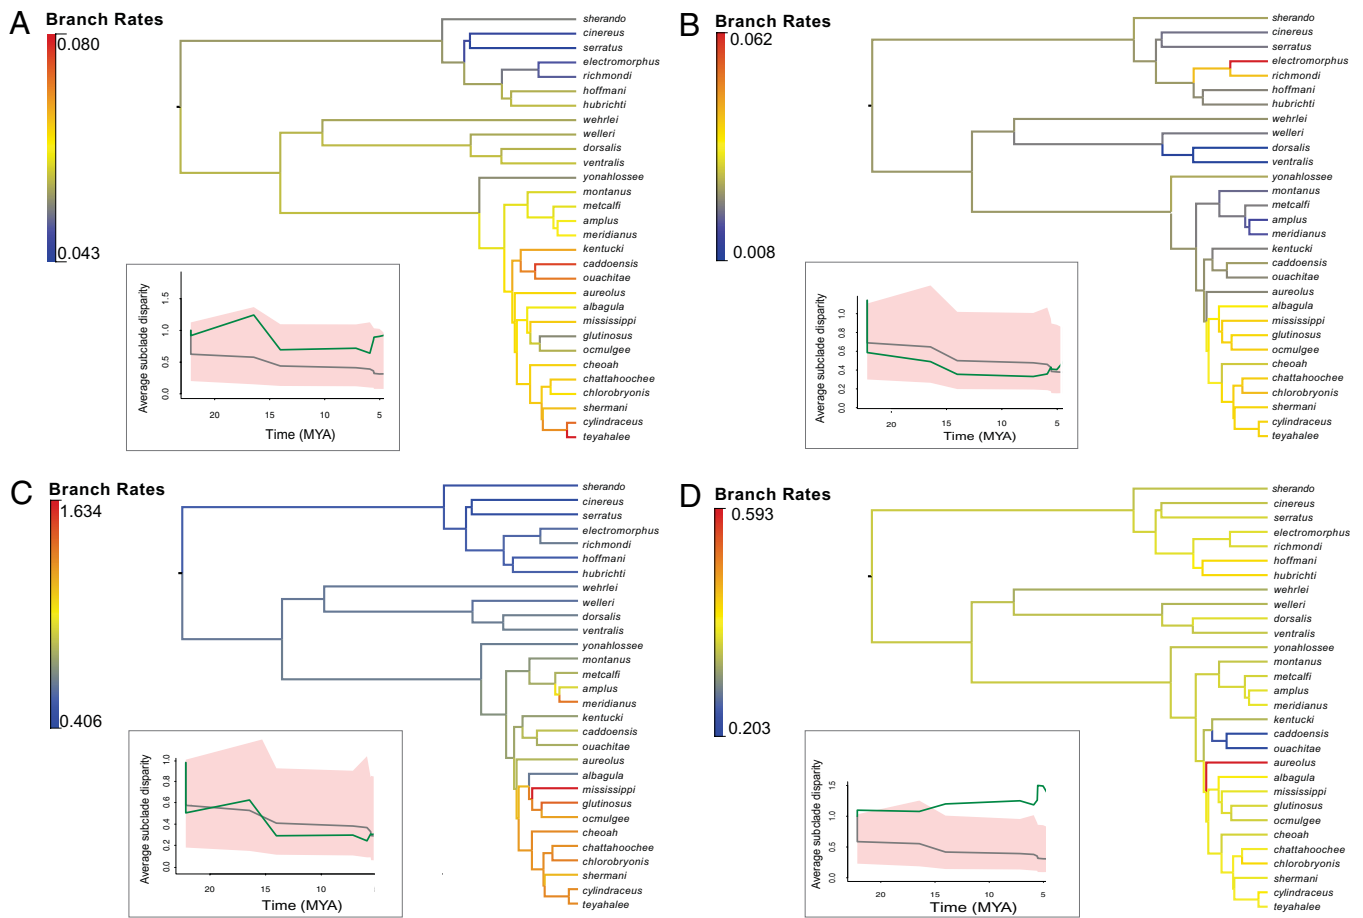 A
Branch Rates
0.080
0.043
sherando
cinereus
serratus
electromorphus
richmondi
hoffmani
hubrichti
wehrlei
welleri
dorsalis
ventralis
yonahlossee
montanus
metcalfi
amplus
meridianus
kentucki
caddoensis
ouachitae
aureolus
albagula
mississippi
glutinosus
ocmulgee
cheoah
chattahoochee
chlorobryonis
shermani
cylindraceus
teyahalee
Average subclade disparity
1.5
1.0
0.5
0.0
20
15
10
5
Time (MYA)
B
Branch Rates
0.062
0.008
sherando
cinereus
serratus
electromorphus
richmondi
hoffmani
hubrichti
wehrlei
welleri
dorsalis
ventralis
yonahlossee
montanus
metcalfi
amplus
meridianus
kentucki
caddoensis
ouachitae
aureolus
albagula
mississippi
glutinosus
ocmulgee
cheoah
chattahoochee
chlorobryonis
shermani
cylindraceus
teyahalee
Average subclade disparity
1.0
0.8
0.6
0.4
0.2
0.0
20
15
10
5
Time (MYA)
C
Branch Rates
1.634
0.406
sherando
cinereus
serratus
electromorphus
richmondi
hoffmani
hubrichti
wehrlei
welleri
dorsalis
ventralis
yonahlossee
montanus
metcalfi
amplus
meridianus
kentucki
caddoensis
ouachitae
aureolus
albagula
mississippi
glutinosus
ocmulgee
cheoah
chattahoochee
chlorobryonis
shermani
cylindraceus
teyahalee
Average subclade disparity
1.0
0.8
0.6
0.4
0.2
0.0
20
15
10
Time (MYA)
D
Branch Rates
0.593
0.203
sherando
cinereus
serratus
electromorphus
richmondi
hoffmani
hubrichti
wehrlei
welleri
dorsalis
ventralis
yonahlossee
montanus
metcalfi
amplus
meridianus
kentucki
caddoensis
ouachitae
aureolus
albagula
mississippi
glutinosus
ocmulgee
cheoah
chattahoochee
chlorobryonis
shermani
cylindraceus
teyahalee
Average subclade disparity
1.5
1.0
0.5
0.0
20
15
10
5
Time (MYA)